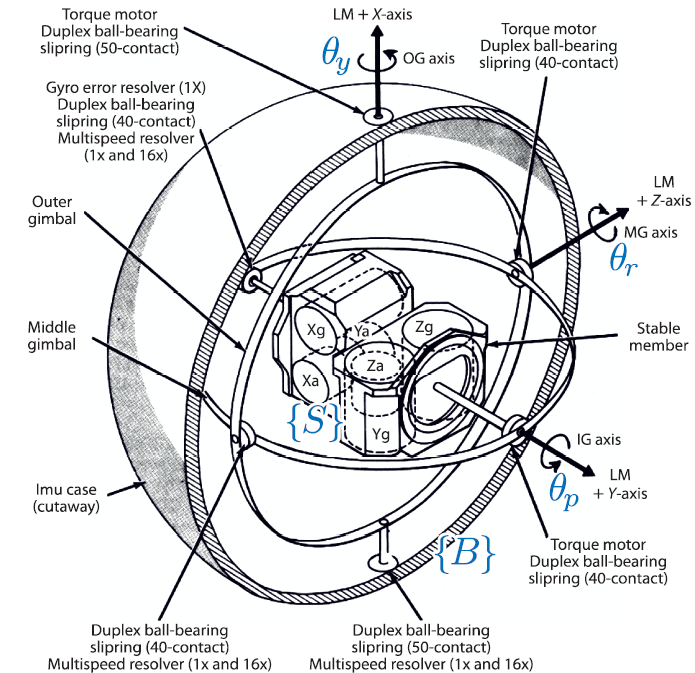 Torque motor
Duplex ball-bearing
slipring (50-contact)
LM + X-axis
θy
OG axis
Torque motor
Duplex ball-bearing
slipring (40-contact)
Gyro error resolver (1X)
Duplex ball-bearing
slipring (40-contact)
Multispeed resolver
(1x and 16x)
LM
+ Z-axis
MG axis
θr
Outer
gimbal
Middle
gimbal
Xg
Ya
Zg
Xa
Za
Yg
{S}
Stable
member
IG axis
LM
+ Y-axis
θp
Imu case
(cutaway)
{B}
Torque motor
Duplex ball-bearing
slipring (40-contact)
Duplex ball-bearing
slipring (40-contact)
Multispeed resolver (1x and 16x)
Duplex ball-bearing
slipring (50-contact)
Multispeed resolver (1x and 16x)